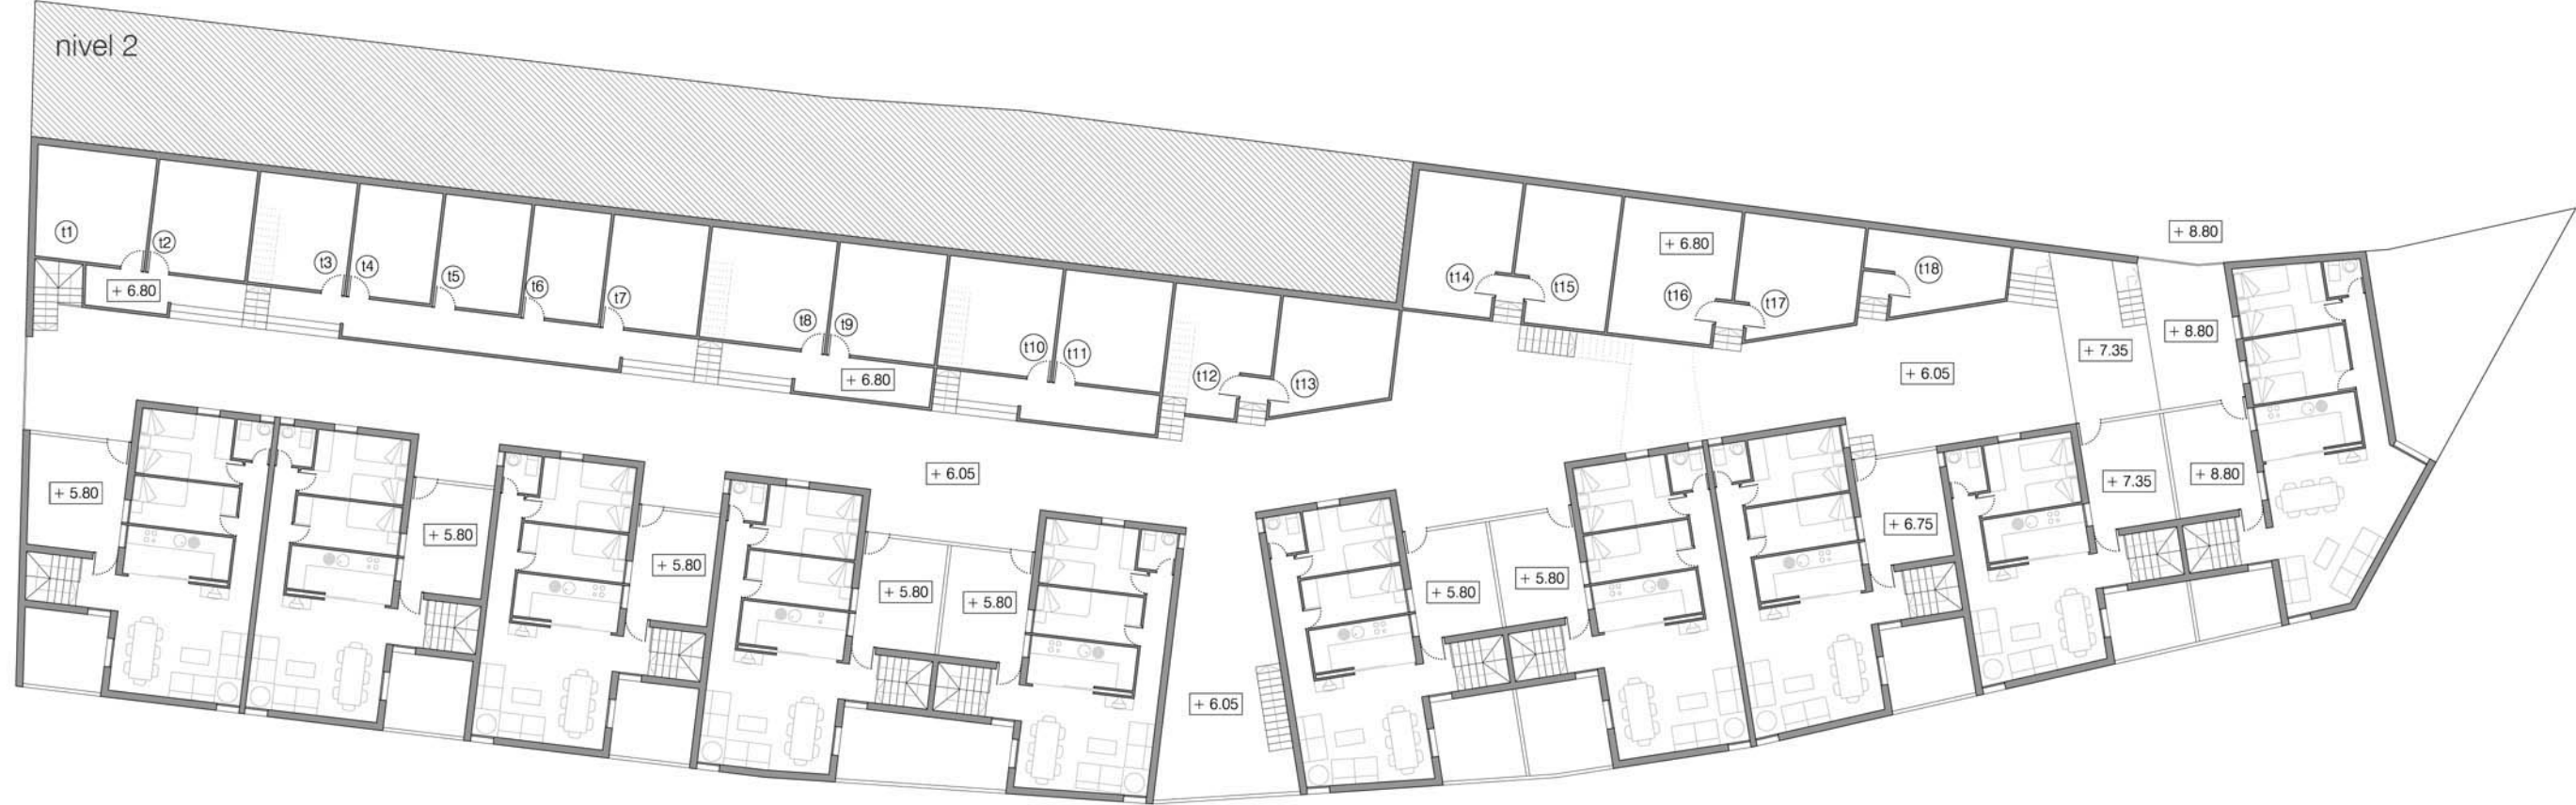 nivel 2
t1
t2
t3
t4
t5
t6
t7
t8
t9
t10
t11
t12
t13
t14
t15
t16
t17
t18
+ 6.80
+ 6.80
+ 6.80
+ 8.80
+ 8.80
+ 7.35
+ 6.05
+ 6.05
+ 5.80
+ 5.80
+ 5.80
+ 5.80
+ 5.80
+ 6.05
+ 5.80
+ 5.80
+ 6.75
+ 7.35
+ 8.80